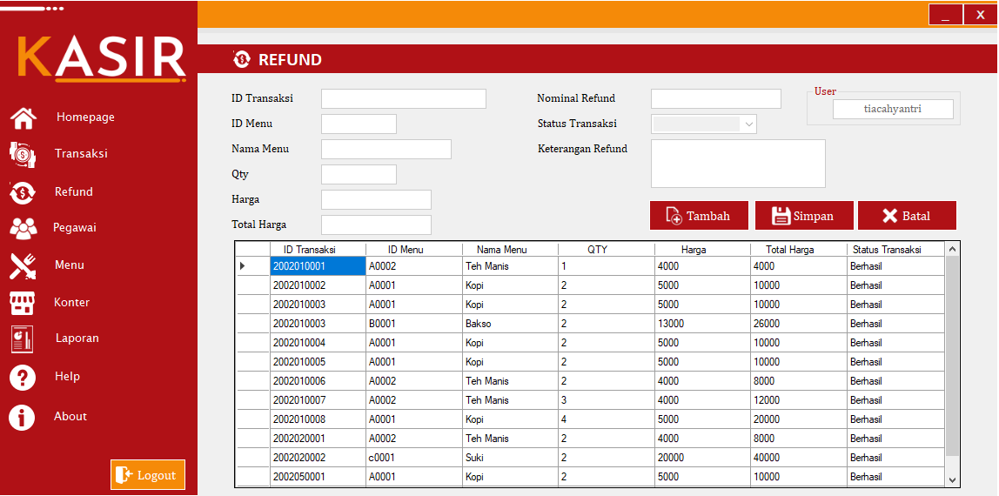 _ X
KASIR
REFUND
Homepage
Transaksi
Refund
Pegawai
Menu
Konter
Laporan
Help
About
Logout
ID Transaksi
ID Menu
Nama Menu
Qty
Harga
Total Harga
Nominal Refund
Status Transaksi
Keterangan Refund
User
tiacahyantri
Tambah Simpan Batal
ID Transaksi ID Menu Nama Menu QTY Harga Total Harga Status Transaksi
2002010001 A0002 Teh Manis 1 4000 4000 Berhasil
2002010002 A0001 Kopi 2 5000 10000 Berhasil
2002010003 A0001 Kopi 2 5000 10000 Berhasil
2002010003 B0001 Bakso 2 13000 26000 Berhasil
2002010004 A0001 Kopi 2 5000 10000 Berhasil
2002010005 A0001 Kopi 2 5000 10000 Berhasil
2002010006 A0002 Teh Manis 2 4000 8000 Berhasil
2002010007 A0002 Teh Manis 3 4000 12000 Berhasil
2002010008 A0001 Kopi 4 5000 20000 Berhasil
2002020001 A0002 Teh Manis 2 4000 8000 Berhasil
2002020002 c0001 Suki 2 20000 40000 Berhasil
2002050001 A0001 Kopi 2 5000 10000 Berhasil